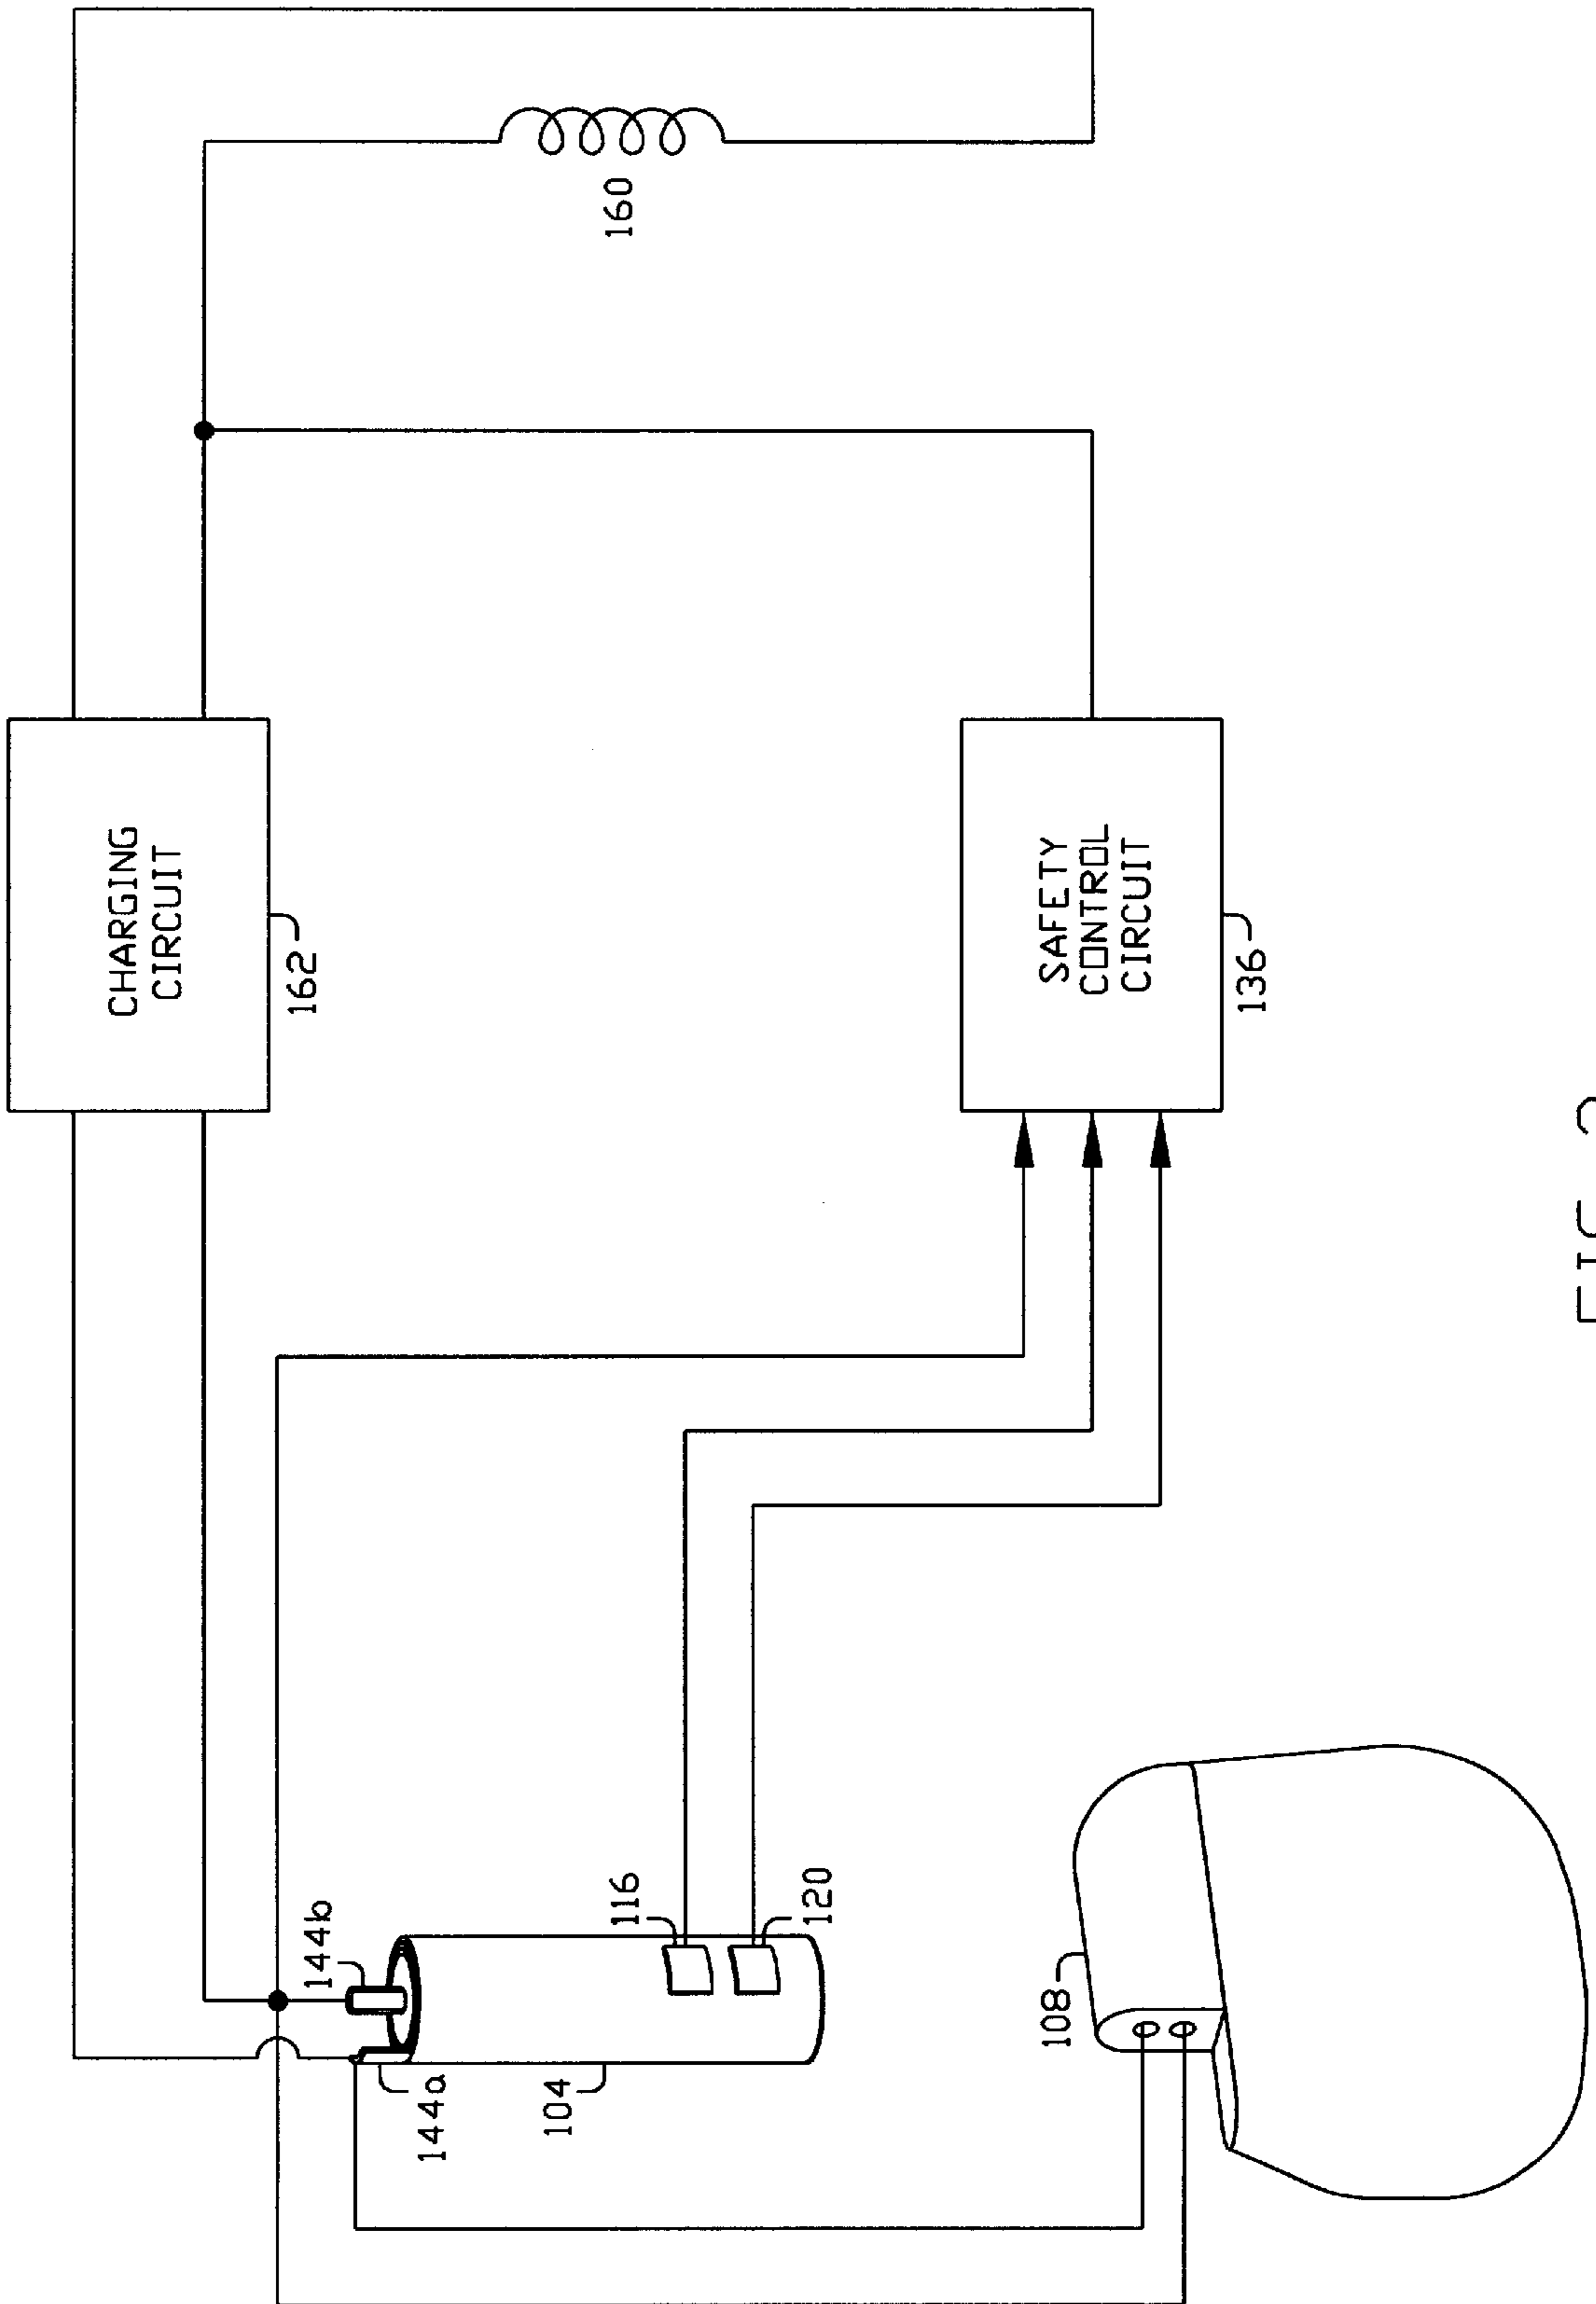 CHARGING
CIRCUIT
162
160
144b
144a
104
116
120
SAFETY
CONTROL
CIRCUIT
136
108